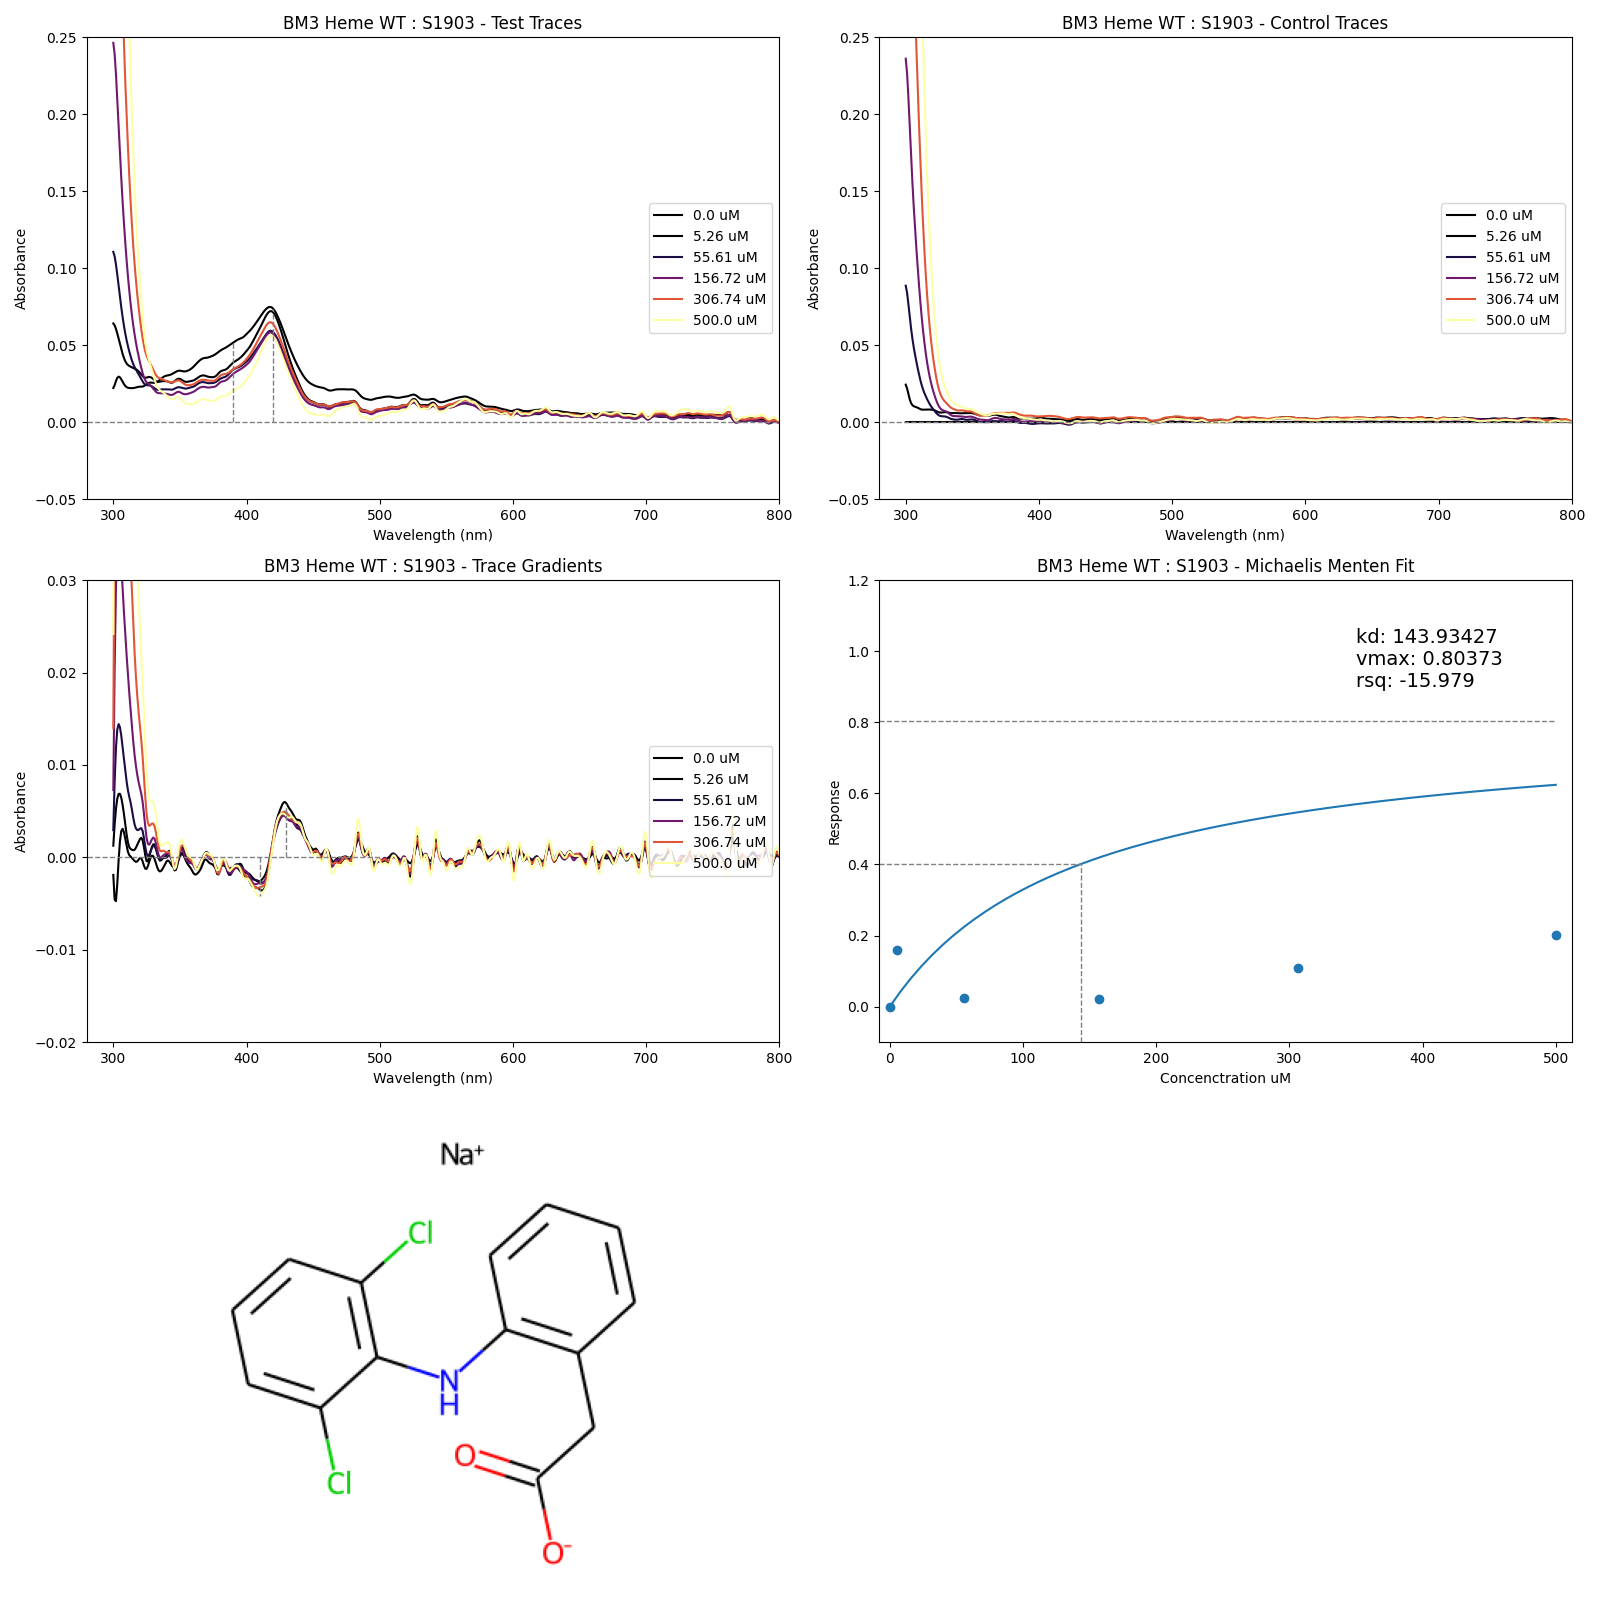 BM3 Heme WT : S1903 - Test Traces
Absorbance
0.25
0.20
0.15
0.10
0.05
0.00
−0.05
300
400
500
600
700
800
Wavelength (nm)
0.0 uM
5.26 uM
55.61 uM
156.72 uM
306.74 uM
500.0 uM
BM3 Heme WT : S1903 - Control Traces
Absorbance
0.25
0.20
0.15
0.10
0.05
0.00
−0.05
300
400
500
600
700
800
Wavelength (nm)
0.0 uM
5.26 uM
55.61 uM
156.72 uM
306.74 uM
500.0 uM
BM3 Heme WT : S1903 - Trace Gradients
Absorbance
0.03
0.02
0.01
0.00
−0.01
−0.02
300
400
500
600
700
800
Wavelength (nm)
0.0 uM
5.26 uM
55.61 uM
156.72 uM
306.74 uM
500.0 uM
BM3 Heme WT : S1903 - Michaelis Menten Fit
Response
1.2
1.0
0.8
0.6
0.4
0.2
0.0
0
100
200
300
400
500
Concenctration uM
kd: 143.93427
vmax: 0.80373
rsq: -15.979
Na+
Cl
N
H
O
Cl
O-